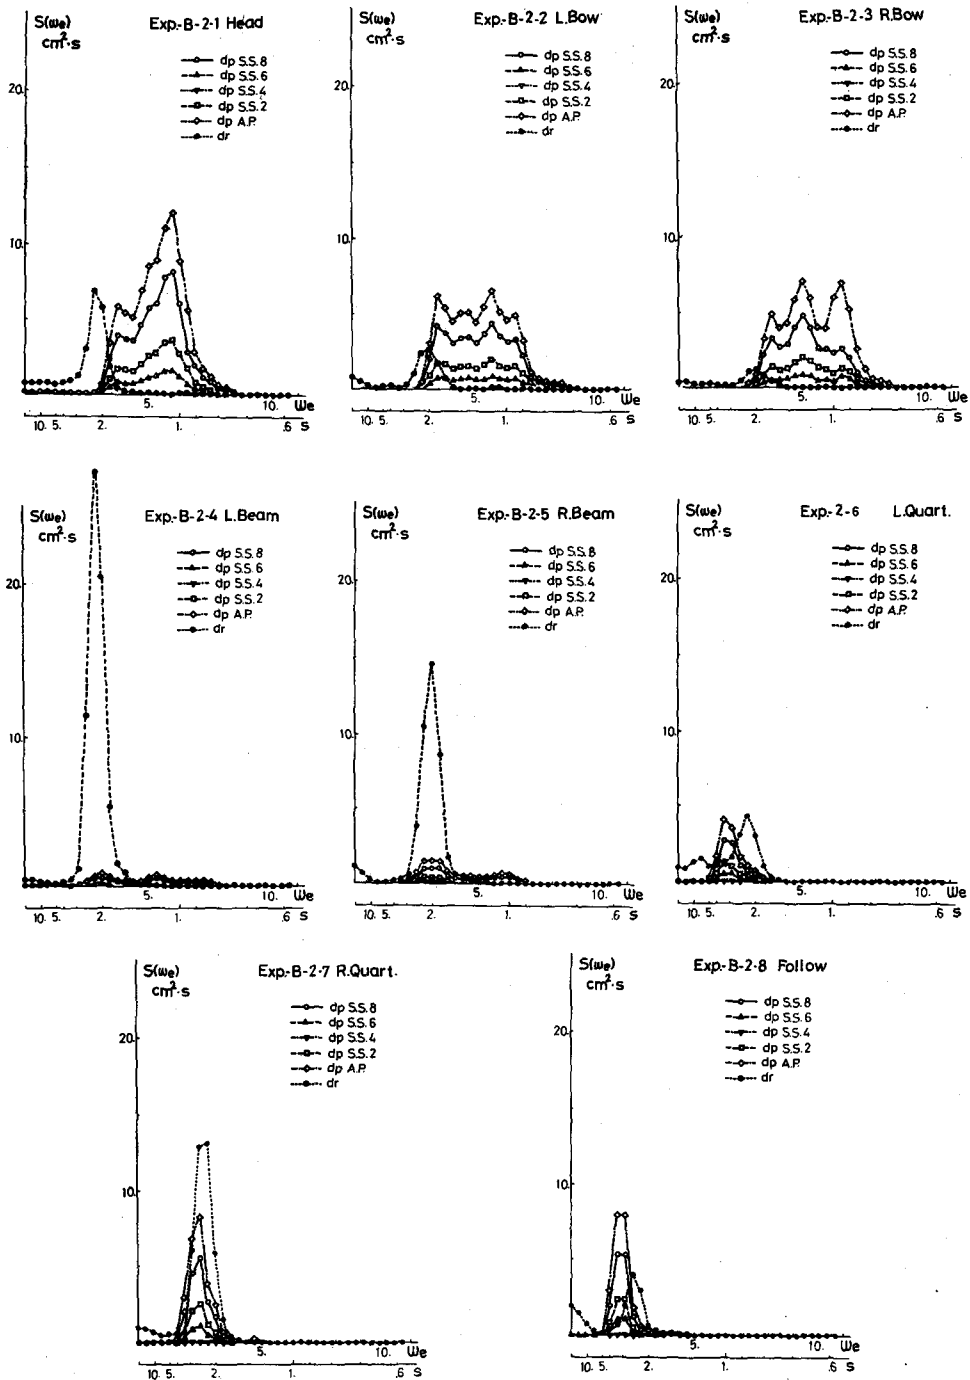 S(ωe)
cm²·s
Exp.-B-2-1 Head
dp S.S.8
dp S.S.6
dp S.S.4
dp S.S.2
dp A.P.
dr
20.
10.
5.
10.
ωe
10. 5.
2.
1.
.6 s
S(ωe)
cm²·s
Exp.-B-2-2 L.Bow
dp S.S.8
dp S.S.6
dp S.S.4
dp S.S.2
dp A.P.
dr
20.
10.
5.
10.
ωe
10. 5.
2.
1.
.6 s
S(ωe)
cm²·s
Exp.-B-2-3 R.Bow
dp S.S.8
dp S.S.6
dp S.S.4
dp S.S.2
dp A.P.
dr
20.
10.
5.
10.
ωe
10. 5.
2.
1.
.6 s
S(ωe)
cm²·s
Exp.-B-2-4 L.Beam
dp S.S.8
dp S.S.6
dp S.S.4
dp S.S.2
dp A.P.
dr
20.
10.
5.
10.
ωe
10. 5.
2.
1.
.6 s
S(ωe)
cm²·s
Exp.-B-2-5 R.Beam
dp S.S.8
dp S.S.6
dp S.S.4
dp S.S.2
dp A.P.
dr
20.
10.
5.
10.
ωe
10. 5.
2.
1.
.6 s
S(ωe)
cm²·s
Exp.-2-6 L.Quart.
dp S.S.8
dp S.S.6
dp S.S.4
dp S.S.2
dp A.P.
dr
20.
10.
5.
10.
ωe
10. 5.
2.
1.
.6 s
S(ωe)
cm²·s
Exp.-B-2-7 R.Quart.
dp S.S.8
dp S.S.6
dp S.S.4
dp S.S.2
dp A.P.
dr
20.
10.
5.
10.
ωe
10. 5.
2.
1.
.6 s
S(ωe)
cm²·s
Exp.-B-2-8 Follow
dp S.S.8
dp S.S.6
dp S.S.4
dp S.S.2
dp A.P.
dr
20.
10.
5.
10.
ωe
10. 5.
2.
1.
.6 s